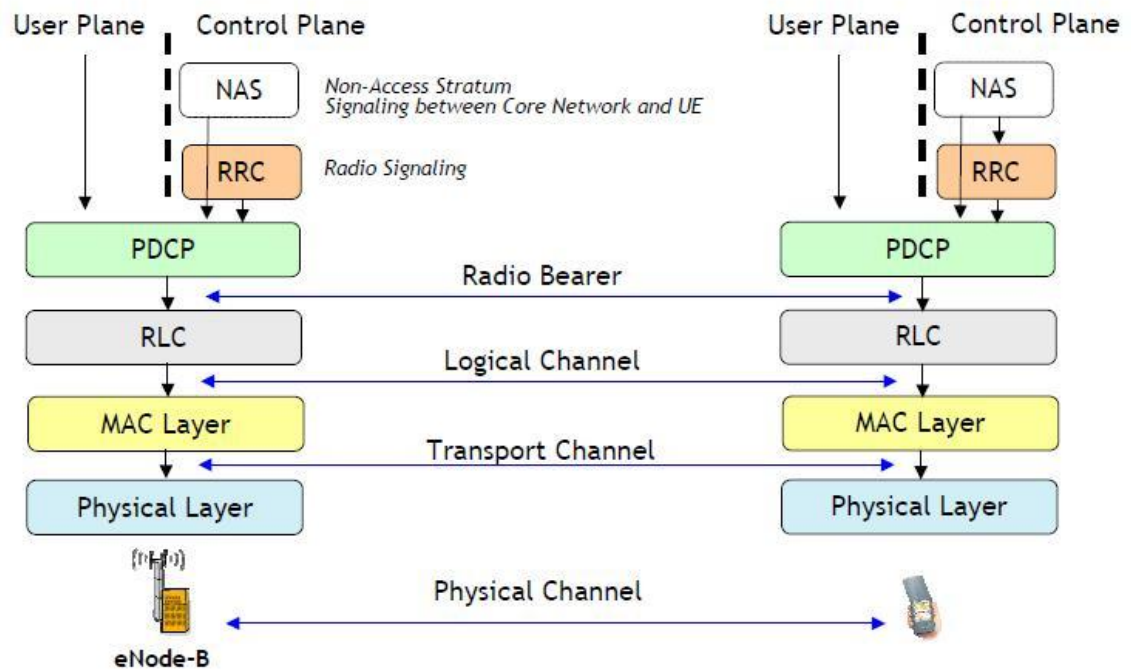 User Plane
Control Plane
User Plane
Control Plane
NAS
Non-Access Stratum
Signaling between Core Network and UE
NAS
RRC
Radio Signaling
RRC
PDCP
PDCP
Radio Bearer
RLC
RLC
Logical Channel
MAC Layer
MAC Layer
Transport Channel
Physical Layer
Physical Layer
Physical Channel
eNode-B